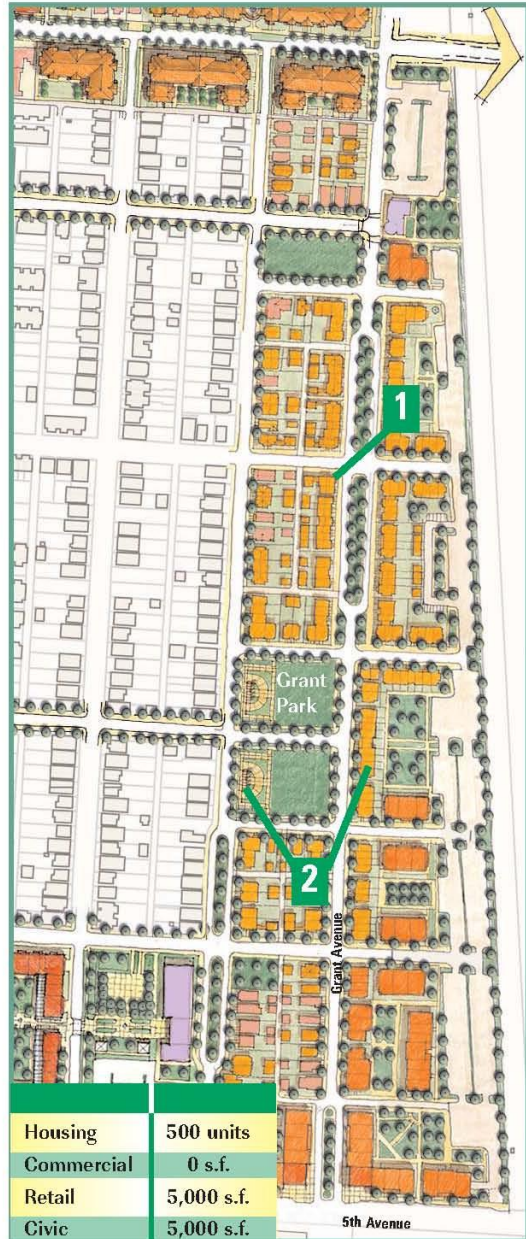 1
Grant
Park
2
Grant Avenue
Housing 500 units
Commercial 0 s.f.
Retail 5,000 s.f.
Civic 5,000 s.f.
5th Avenue